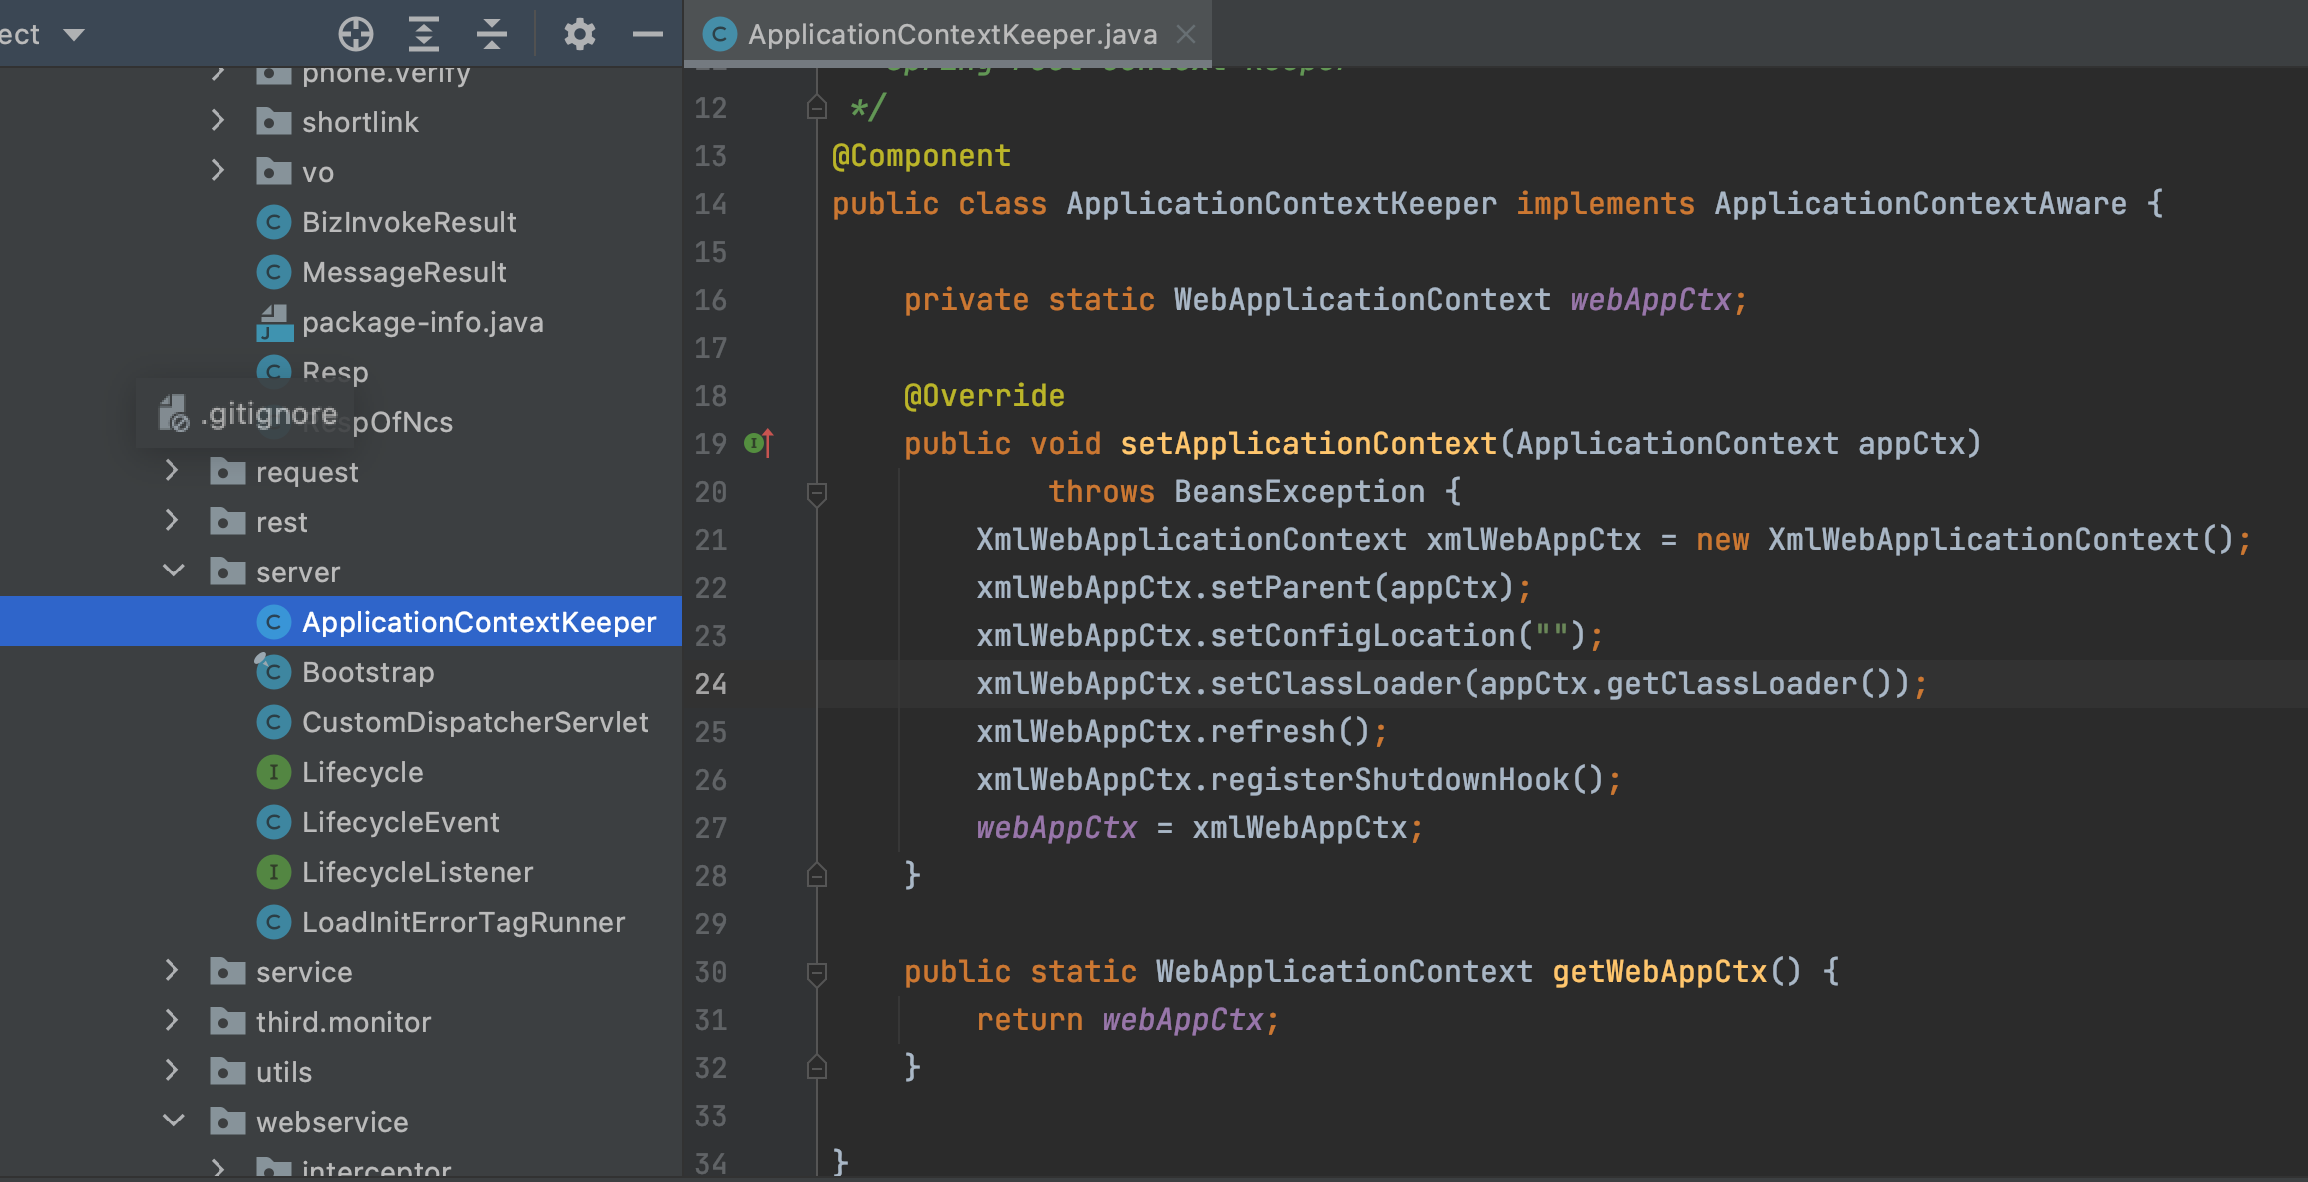 ect
phone.verify
shortlink
vo
BizInvokeResult
MessageResult
package-info.java
Resp
.gitignore
RespOfNcs
request
rest
server
ApplicationContextKeeper
Bootstrap
CustomDispatcherServlet
Lifecycle
LifecycleEvent
LifecycleListener
LoadInitErrorTagRunner
service
third.monitor
utils
webservice
interceptor
ApplicationContextKeeper.java
12 */
13 @Component
14 public class ApplicationContextKeeper implements ApplicationContextAware {
15
16 private static WebApplicationContext webAppCtx;
17
18 @Override
19 public void setApplicationContext(ApplicationContext appCtx)
20 throws BeansException {
21 XmlWebApplicationContext xmlWebAppCtx = new XmlWebApplicationContext();
22 xmlWebAppCtx.setParent(appCtx);
23 xmlWebAppCtx.setConfigLocation("");
24 xmlWebAppCtx.setClassLoader(appCtx.getClassLoader());
25 xmlWebAppCtx.refresh();
26 xmlWebAppCtx.registerShutdownHook();
27 webAppCtx = xmlWebAppCtx;
28 }
29
30 public static WebApplicationContext getWebAppCtx() {
31 return webAppCtx;
32 }
33
34 }